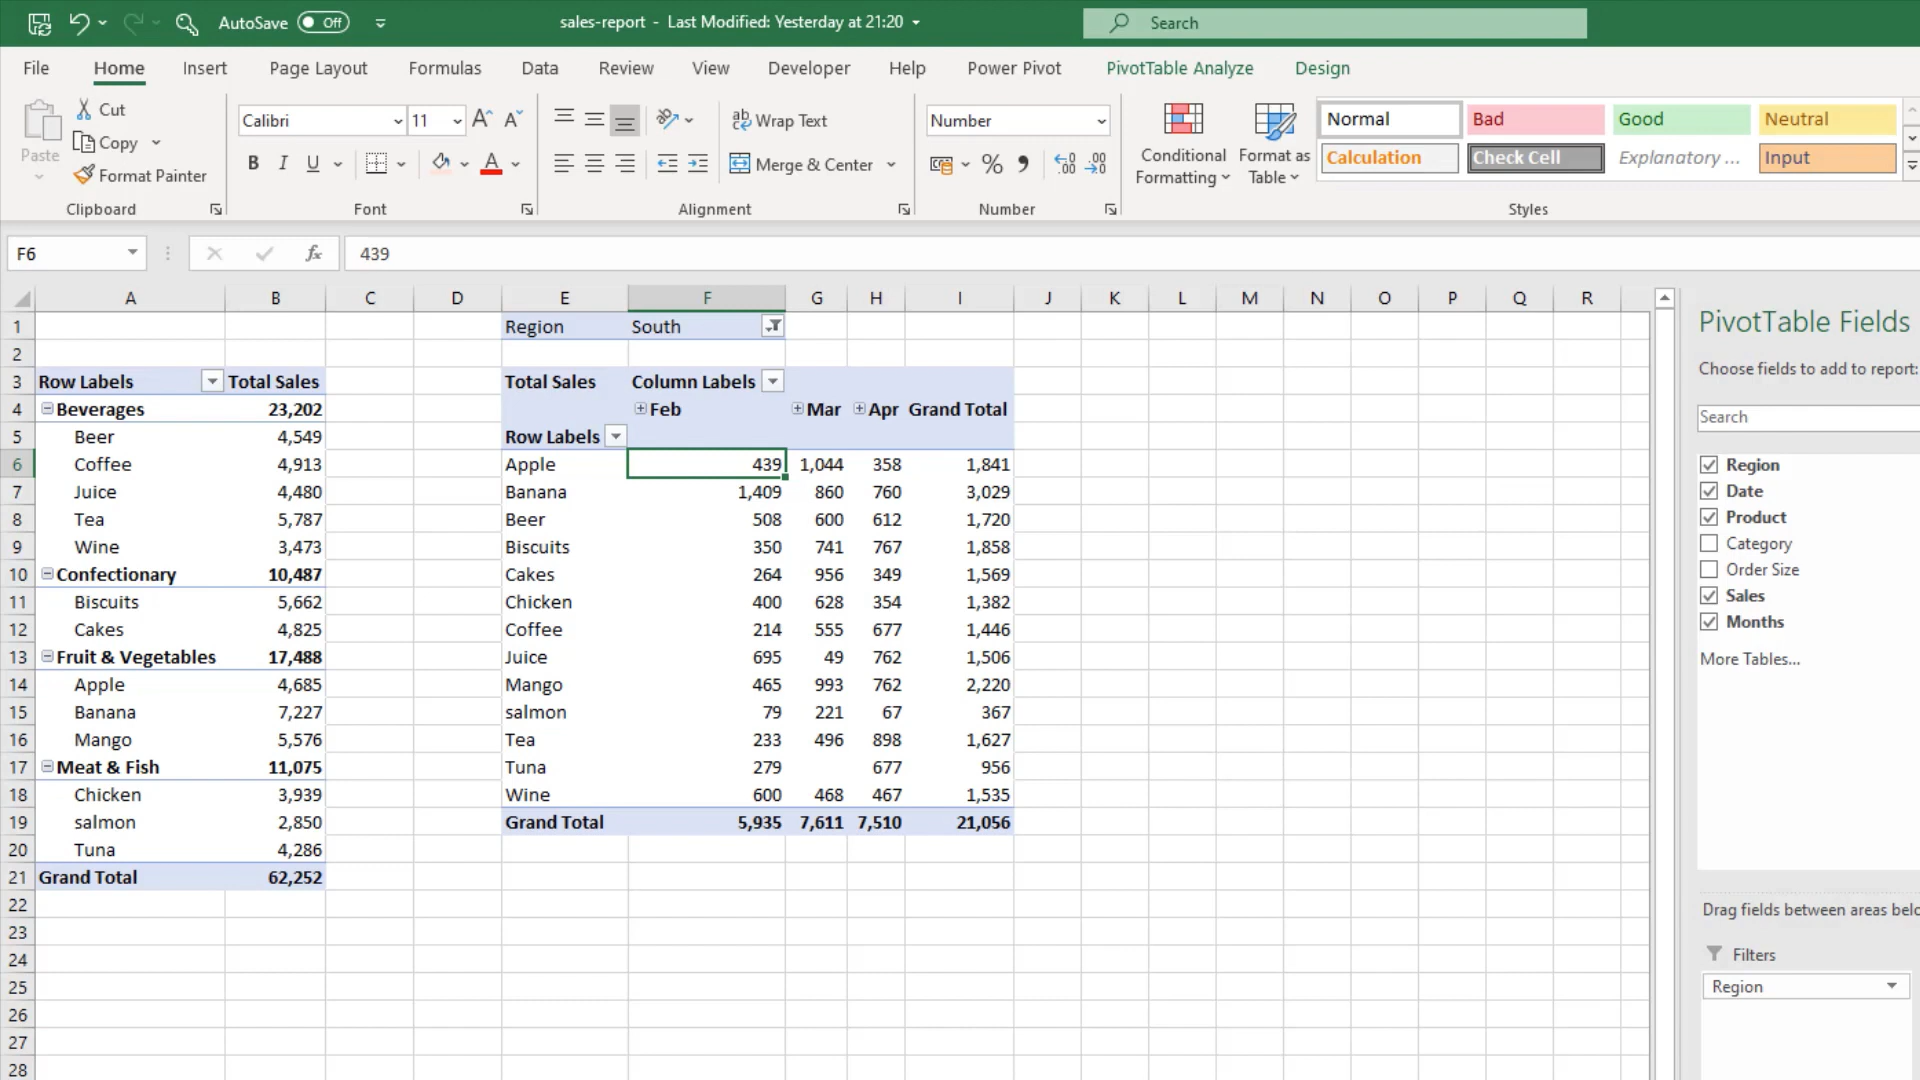 AutoSave Off sales-report - Last Modified: Yesterday at 21:20 Search
File Home Insert Page Layout Formulas Data Review View Developer Help Power Pivot PivotTable Analyze Design
Paste
Cut
Copy
Format Painter
Clipboard
Calibri 11 A^ A
B I U A
Font
ab Wrap Text
Merge & Center
Alignment
Number
% 9
Number
Conditional Formatting
Format as Table
Normal Bad Good Neutral
Calculation Check Cell Explanatory ... Input
Styles
F6 fx 439
A B C D E F G H I J K L M N O P Q R
1 Region South
2
3 Row Labels Total Sales Total Sales Column Labels
4 Beverages 23,202 Feb Mar Apr Grand Total
5 Beer 4,549 Row Labels
6 Coffee 4,913 Apple 439 1,044 358 1,841
7 Juice 4,480 Banana 1,409 860 760 3,029
8 Tea 5,787 Beer 508 600 612 1,720
9 Wine 3,473 Biscuits 350 741 767 1,858
10 Confectionary 10,487 Cakes 264 956 349 1,569
11 Biscuits 5,662 Chicken 400 628 354 1,382
12 Cakes 4,825 Coffee 214 555 677 1,446
13 Fruit & Vegetables 17,488 Juice 695 49 762 1,506
14 Apple 4,685 Mango 465 993 762 2,220
15 Banana 7,227 salmon 79 221 67 367
16 Mango 5,576 Tea 233 496 898 1,627
17 Meat & Fish 11,075 Tuna 279 677 956
18 Chicken 3,939 Wine 600 468 467 1,535
19 salmon 2,850 Grand Total 5,935 7,611 7,510 21,056
20 Tuna 4,286
21 Grand Total 62,252
22
23
24
25
26
27
28
PivotTable Fields
Choose fields to add to report:
Search
Region
Date
Product
Category
Order Size
Sales
Months
More Tables...
Drag fields between areas belo
Filters
Region